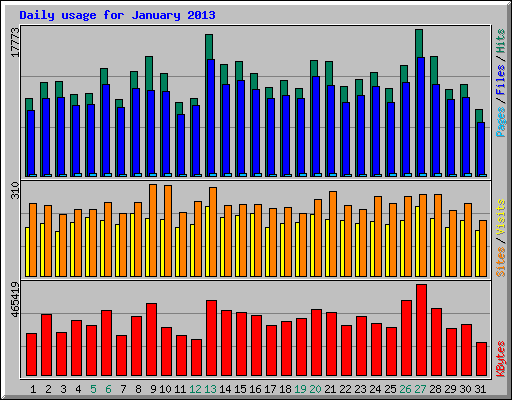 Daily usage for January 2013
17773
Pages / Files / Hits
310
Sites / Visits
465419
KBytes
1 2 3 4 5 6 7 8 9 10 11 12 13 14 15 16 17 18 19 20 21 22 23 24 25 26 27 28 29 30 31